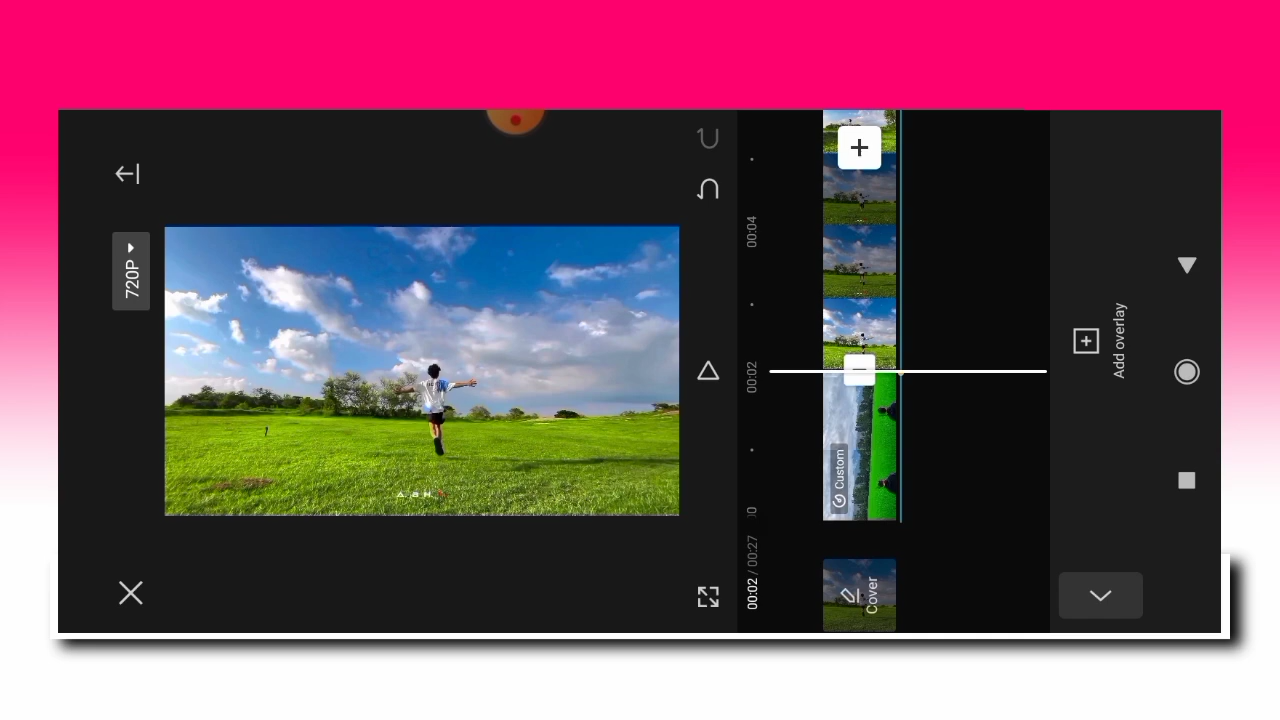 720P
00:02 / 00:27
00:02
00:04
Custom
Cover
Add overlay